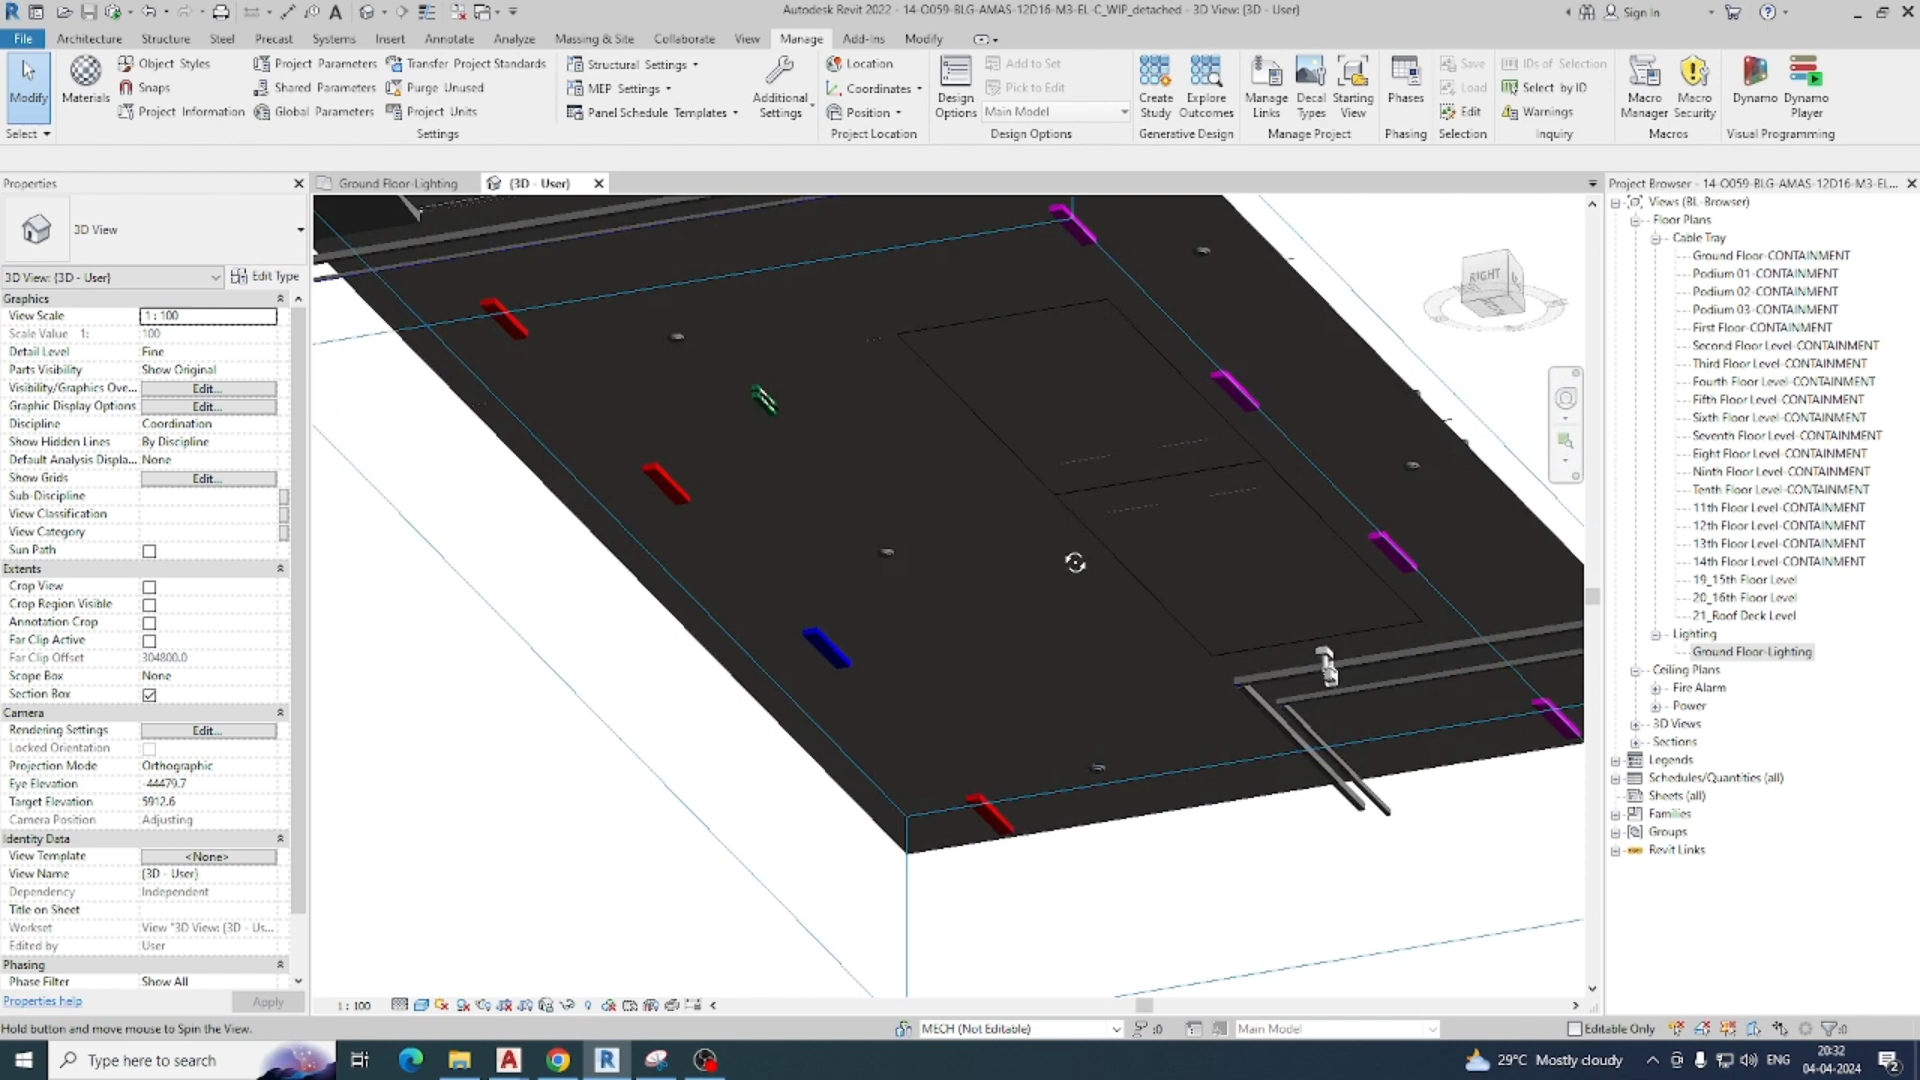 Autodesk Revit 2022 - 14-O059-BLG-AMAS-12D16-M3-EL-C_WIP_detached - 3D View: {3D - User}
Sign In
File Architecture Structure Steel Precast Systems Insert Annotate Analyze Massing & Site Collaborate View Manage Add-Ins Modify
Modify
Select
Materials
Object Styles
Snaps
Project Information
Project Parameters
Shared Parameters
Global Parameters
Transfer Project Standards
Purge Unused
Project Units
Settings
Structural Settings
MEP Settings
Panel Schedule Templates
Additional Settings
Location
Coordinates
Position
Project Location
Design Options
Add to Set
Pick to Edit
Main Model
Design Options
Create Study
Explore Outcomes
Generative Design
Manage Links
Decal Types
Starting View
Manage Project
Phases
Phasing
Save
Load
Edit
Selection
IDs of Selection
Select by ID
Warnings
Inquiry
Macro Manager
Macro Security
Macros
Dynamo
Dynamo Player
Visual Programming
Properties
3D View
3D View: {3D - User}
Edit Type
Graphics
View Scale 1 : 100
Scale Value 1: 100
Detail Level Fine
Parts Visibility Show Original
Visibility/Graphics Ove... Edit...
Graphic Display Options Edit...
Discipline Coordination
Show Hidden Lines By Discipline
Default Analysis Displa... None
Show Grids Edit...
Sub-Discipline
View Classification
View Category
Sun Path
Extents
Crop View
Crop Region Visible
Annotation Crop
Far Clip Active
Far Clip Offset 304800.0
Scope Box None
Section Box
Camera
Rendering Settings Edit...
Locked Orientation
Projection Mode Orthographic
Eye Elevation -44479.7
Target Elevation 5912.6
Camera Position Adjusting
Identity Data
View Template <None>
View Name {3D - User}
Dependency Independent
Title on Sheet
Workset View "3D View: {3D - Us...
Edited by User
Phasing
Phase Filter Show All
Properties help
Apply
Ground Floor-Lighting
{3D - User}
RIGHT
1 : 100
Project Browser - 14-O059-BLG-AMAS-12D16-M3-EL...
Views (BL-Browser)
Floor Plans
Cable Tray
Ground Floor-CONTAINMENT
Podium 01-CONTAINMENT
Podium 02-CONTAINMENT
Podium 03-CONTAINMENT
First Floor-CONTAINMENT
Second Floor Level-CONTAINMENT
Third Floor Level-CONTAINMENT
Fourth Floor Level-CONTAINMENT
Fifth Floor Level-CONTAINMENT
Sixth Floor Level-CONTAINMENT
Seventh Floor Level-CONTAINMENT
Eight Floor Level-CONTAINMENT
Ninth Floor Level-CONTAINMENT
Tenth Floor Level-CONTAINMENT
11th Floor Level-CONTAINMENT
12th Floor Level-CONTAINMENT
13th Floor Level-CONTAINMENT
14th Floor Level-CONTAINMENT
19_15th Floor Level
20_16th Floor Level
21_Roof Deck Level
Lighting
Ground Floor-Lighting
Ceiling Plans
Fire Alarm
Power
3D Views
Sections
Legends
Schedules/Quantities (all)
Sheets (all)
Families
Groups
Revit Links
Hold button and move mouse to Spin the View.
MECH (Not Editable)
:0
Main Model
Editable Only
:0
Type here to search
29°C Mostly cloudy
ENG
20:32
04-04-2024
2